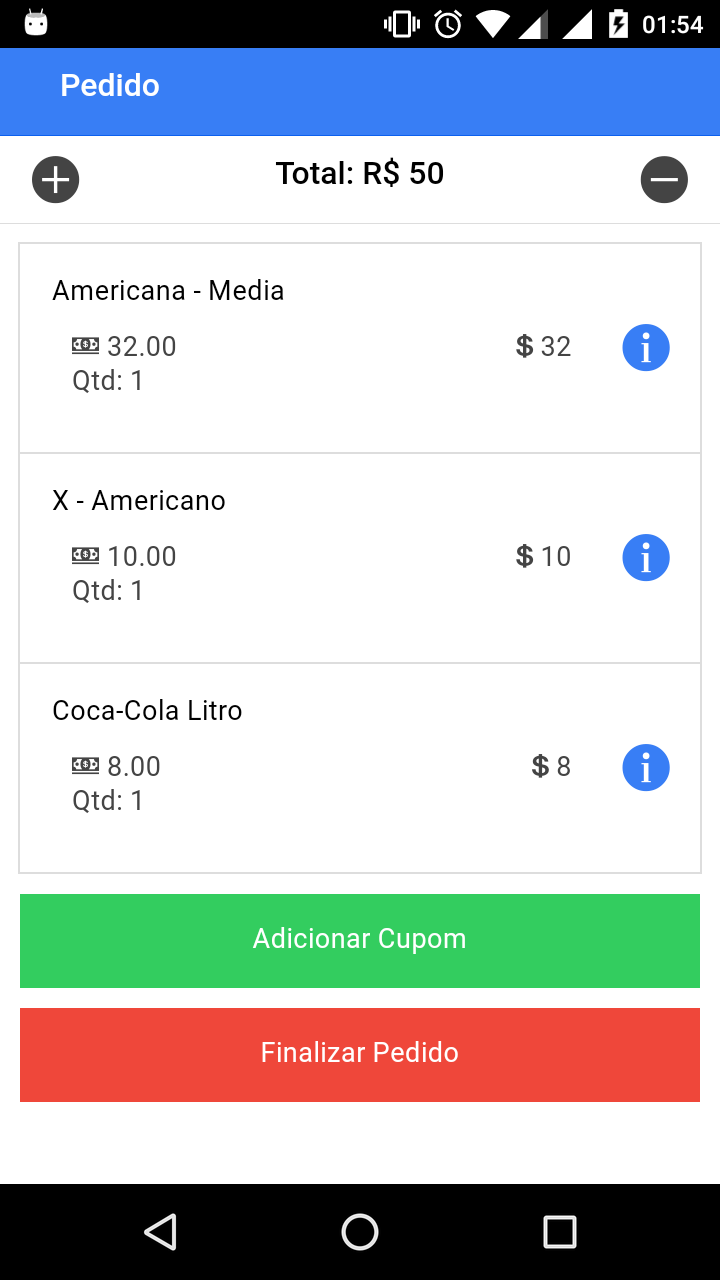 01:54
Pedido
Total: R$ 50
Americana - Media
32.00
$ 32
Qtd: 1
X - Americano
10.00
$ 10
Qtd: 1
Coca-Cola Litro
8.00
$ 8
Qtd: 1
Adicionar Cupom
Finalizar Pedido